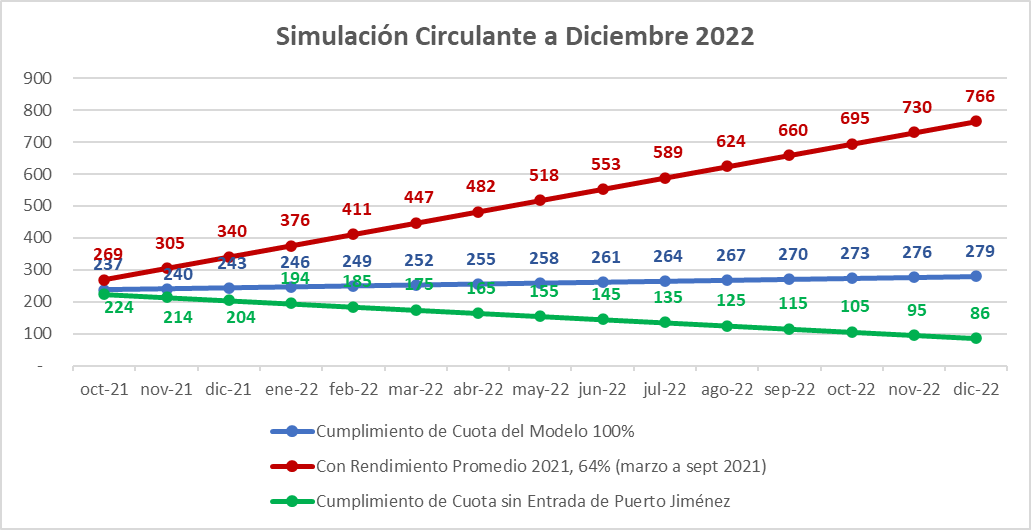 Simulación Circulante a Diciembre 2022
900
800
700
600
500
400
300
200
100
-
269 305 340 376 411 447 482 518 553 589 624 660 695 730 766
237 240 243 246 249 252 255 258 261 264 267 270 273 276 279
224 214 204 194 185 175 165 155 145 135 125 115 105 95 86
oct-21 nov-21 dic-21 ene-22 feb-22 mar-22 abr-22 may-22 jun-22 jul-22 ago-22 sep-22 oct-22 nov-22 dic-22
Cumplimiento de Cuota del Modelo 100%
Con Rendimiento Promedio 2021, 64% (marzo a sept 2021)
Cumplimiento de Cuota sin Entrada de Puerto Jiménez